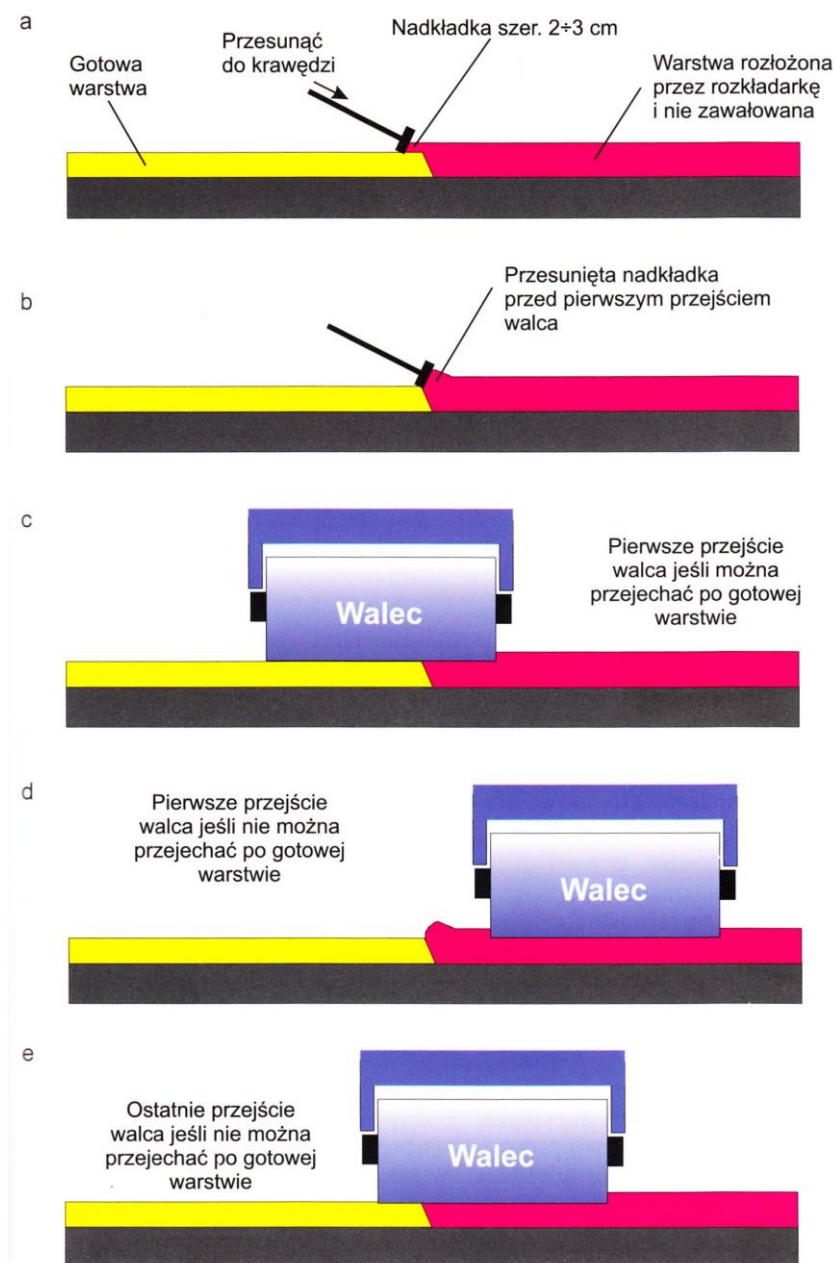 a
Gotowa
warstwa
Przesunąć
do krawędzi
Nadkładka szer. 2÷3 cm
Warstwa rozłożona
przez rozkładarkę
i nie zawałowana
b
Przesunięta nadkładka
przed pierwszym przejściem
walca
c
Walec
Pierwsze przejście
walca jeśli można
przejechać po gotowej
warstwie
d
Pierwsze przejście
walca jeśli nie można
przejechać po gotowej
warstwie
Walec
e
Ostatnie przejście
walca jeśli nie można
przejechać po gotowej
warstwie
Walec